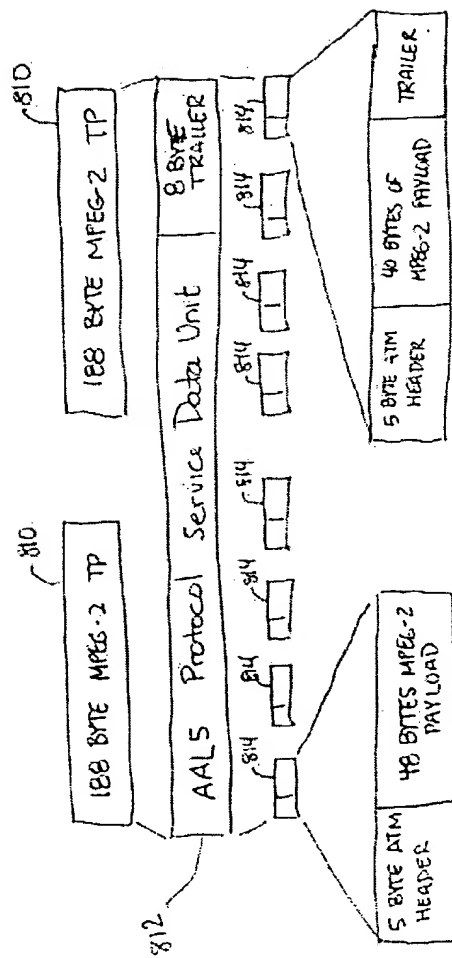 810
810
188 BYTE MPEG-2 TP
188 BYTE MPEG-2 TP
812
AAL5 Protocol Service Data Unit
8 BYTE
TRAILER
814
814
814
814
814
814
814
814
5 BYTE ATM
HEADER
48 BYTES MPEG-2
PAYLOAD
5 BYTE ATM
HEADER
40 BYTES OF
MPEG-2 PAYLOAD
TRAILER